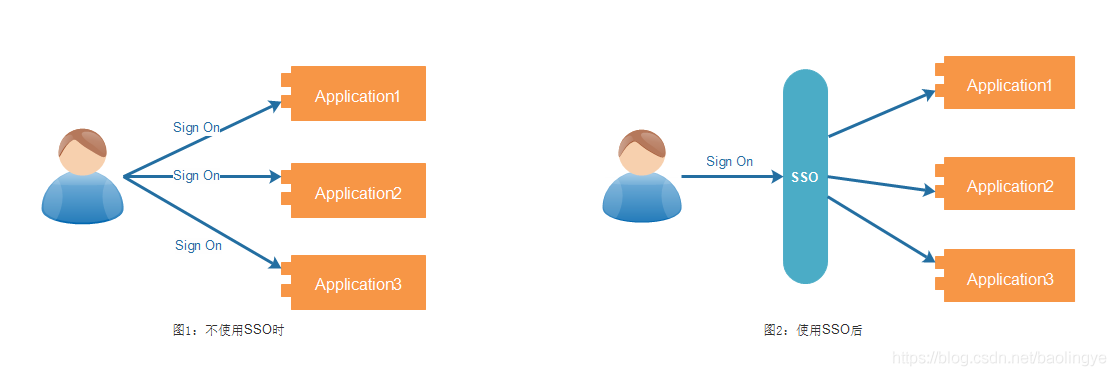 Application1
Sign On
Sign On
Application2
Sign On
Application3
图1：不使用SSO时
Application1
Sign On
SSO
Application2
Application3
图2：使用SSO后
https://blog.csdn.net/baolingye